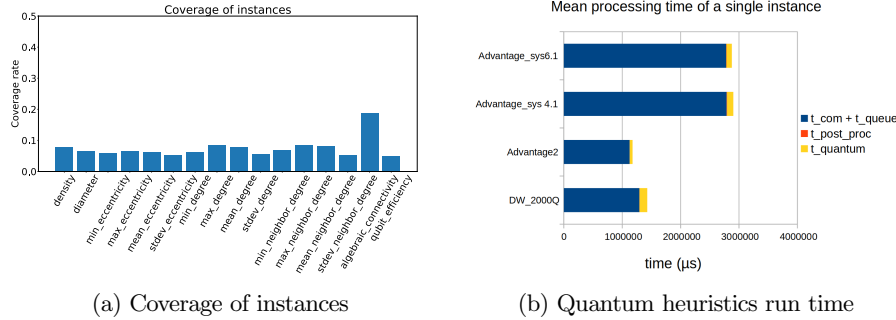 Coverage of instances
0.5
0.4
0.3
0.2
0.1
0.0
Coverage rate
density
diameter
min_eccentricity
max_eccentricity
mean_eccentricity
stdev_eccentricity
min_degree
max_degree
mean_degree
stdev_degree
min_neighbor_degree
max_neighbor_degree
mean_neighbor_degree
stdev_neighbor_degree
algebraic_connectivity
qubit_efficiency
(a) Coverage of instances
Mean processing time of a single instance
Advantage_sys6.1
Advantage_sys 4.1
Advantage2
DW_2000Q
0 1000000 2000000 3000000 4000000
time (µs)
t_com + t_queue
t_post_proc
t_quantum
(b) Quantum heuristics run time